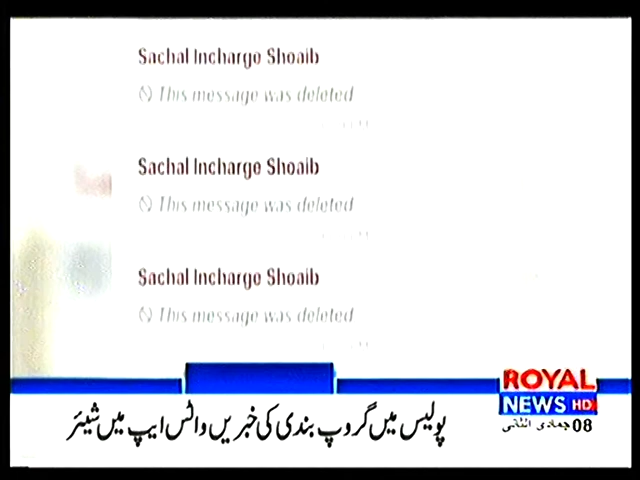 Sachal Incharge Shoaib
This message was deleted
Sachal Incharge Shoaib
This message was deleted
Sachal Incharge Shoaib
This message was deleted
ROYAL
NEWS HD
پولیس میں گروپ بندی کی خبریں واٹس ایپ میں شیئر
08 جمادی الثانی